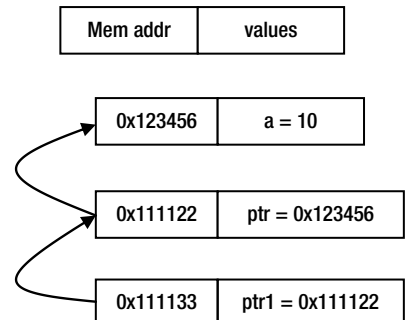 Mem addr values
0x123456 a = 10
0x111122 ptr = 0x123456
0x111133 ptr1 = 0x111122